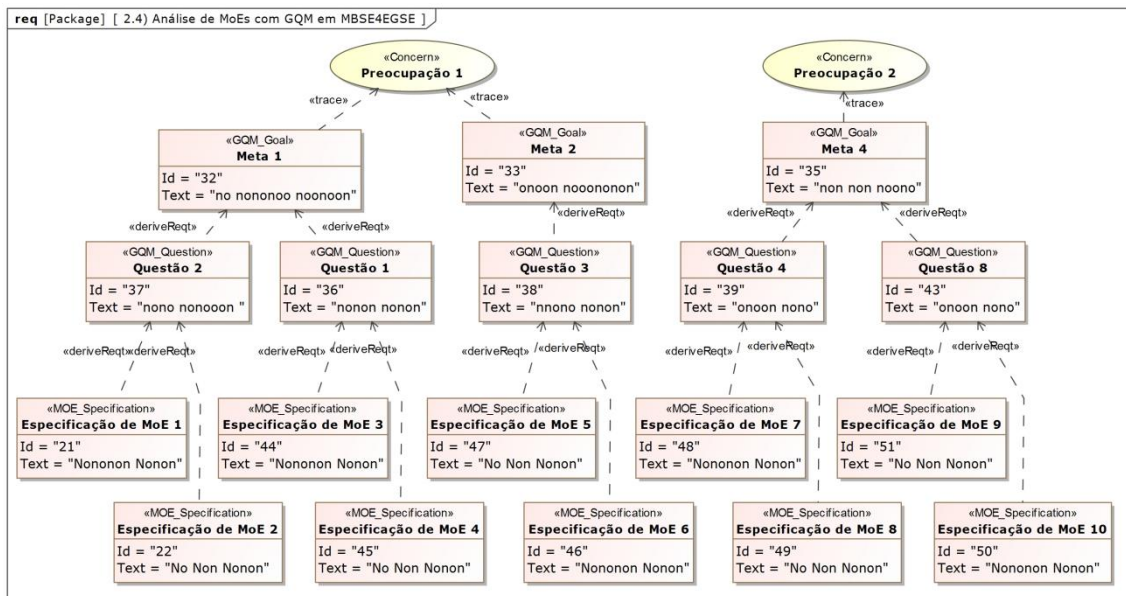 req [Package] [ 2.4) Análise de MoEs com GQM em MBSE4EGSE ]
«Concern»
Preocupação 1
«Concern»
Preocupação 2
«trace»
«trace»
«trace»
«GQM_Goal»
Meta 1
Id = "32"
Text = "no nononoo noonoon"
«GQM_Goal»
Meta 2
Id = "33"
Text = "onoon nooononon"
«GQM_Goal»
Meta 4
Id = "35"
Text = "non non noono"
«deriveReqt»
«deriveReqt»
«deriveReqt»
«deriveReqt»
«deriveReqt»
«GQM_Question»
Questão 2
Id = "37"
Text = "nono nonooon "
«GQM_Question»
Questão 1
Id = "36"
Text = "nonon nonon"
«GQM_Question»
Questão 3
Id = "38"
Text = "nnono nonon"
«GQM_Question»
Questão 4
Id = "39"
Text = "onoon nono"
«GQM_Question»
Questão 8
Id = "43"
Text = "onoon nono"
«deriveReqt»
«deriveReqt»
«deriveReqt»
«deriveReqt»
«deriveReqt»
«deriveReqt»
«deriveReqt»
«deriveReqt»
«deriveReqt»
«deriveReqt»
«MOE_Specification»
Especificação de MoE 1
Id = "21"
Text = "Nononon Nonon"
«MOE_Specification»
Especificação de MoE 3
Id = "44"
Text = "Nononon Nonon"
«MOE_Specification»
Especificação de MoE 5
Id = "47"
Text = "No Non Nonon"
«MOE_Specification»
Especificação de MoE 7
Id = "48"
Text = "Nononon Nonon"
«MOE_Specification»
Especificação de MoE 9
Id = "51"
Text = "No Non Nonon"
«MOE_Specification»
Especificação de MoE 2
Id = "22"
Text = "No Non Nonon"
«MOE_Specification»
Especificação de MoE 4
Id = "45"
Text = "No Non Nonon"
«MOE_Specification»
Especificação de MoE 6
Id = "46"
Text = "Nononon Nonon"
«MOE_Specification»
Especificação de MoE 8
Id = "49"
Text = "No Non Nonon"
«MOE_Specification»
Especificação de MoE 10
Id = "50"
Text = "Nononon Nonon"